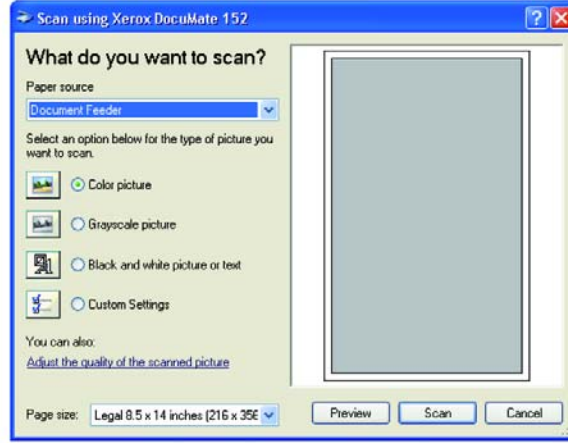 Scan using Xerox DocuMate 152
What do you want to scan?
Paper source
Document Feeder
Select an option below for the type of picture you
want to scan.
Color picture
Grayscale picture
Black and white picture or text
Custom Settings
You can also:
Adjust the quality of the scanned picture
Page size: Legal 8.5 x 14 inches (216 x 356
Preview Scan Cancel